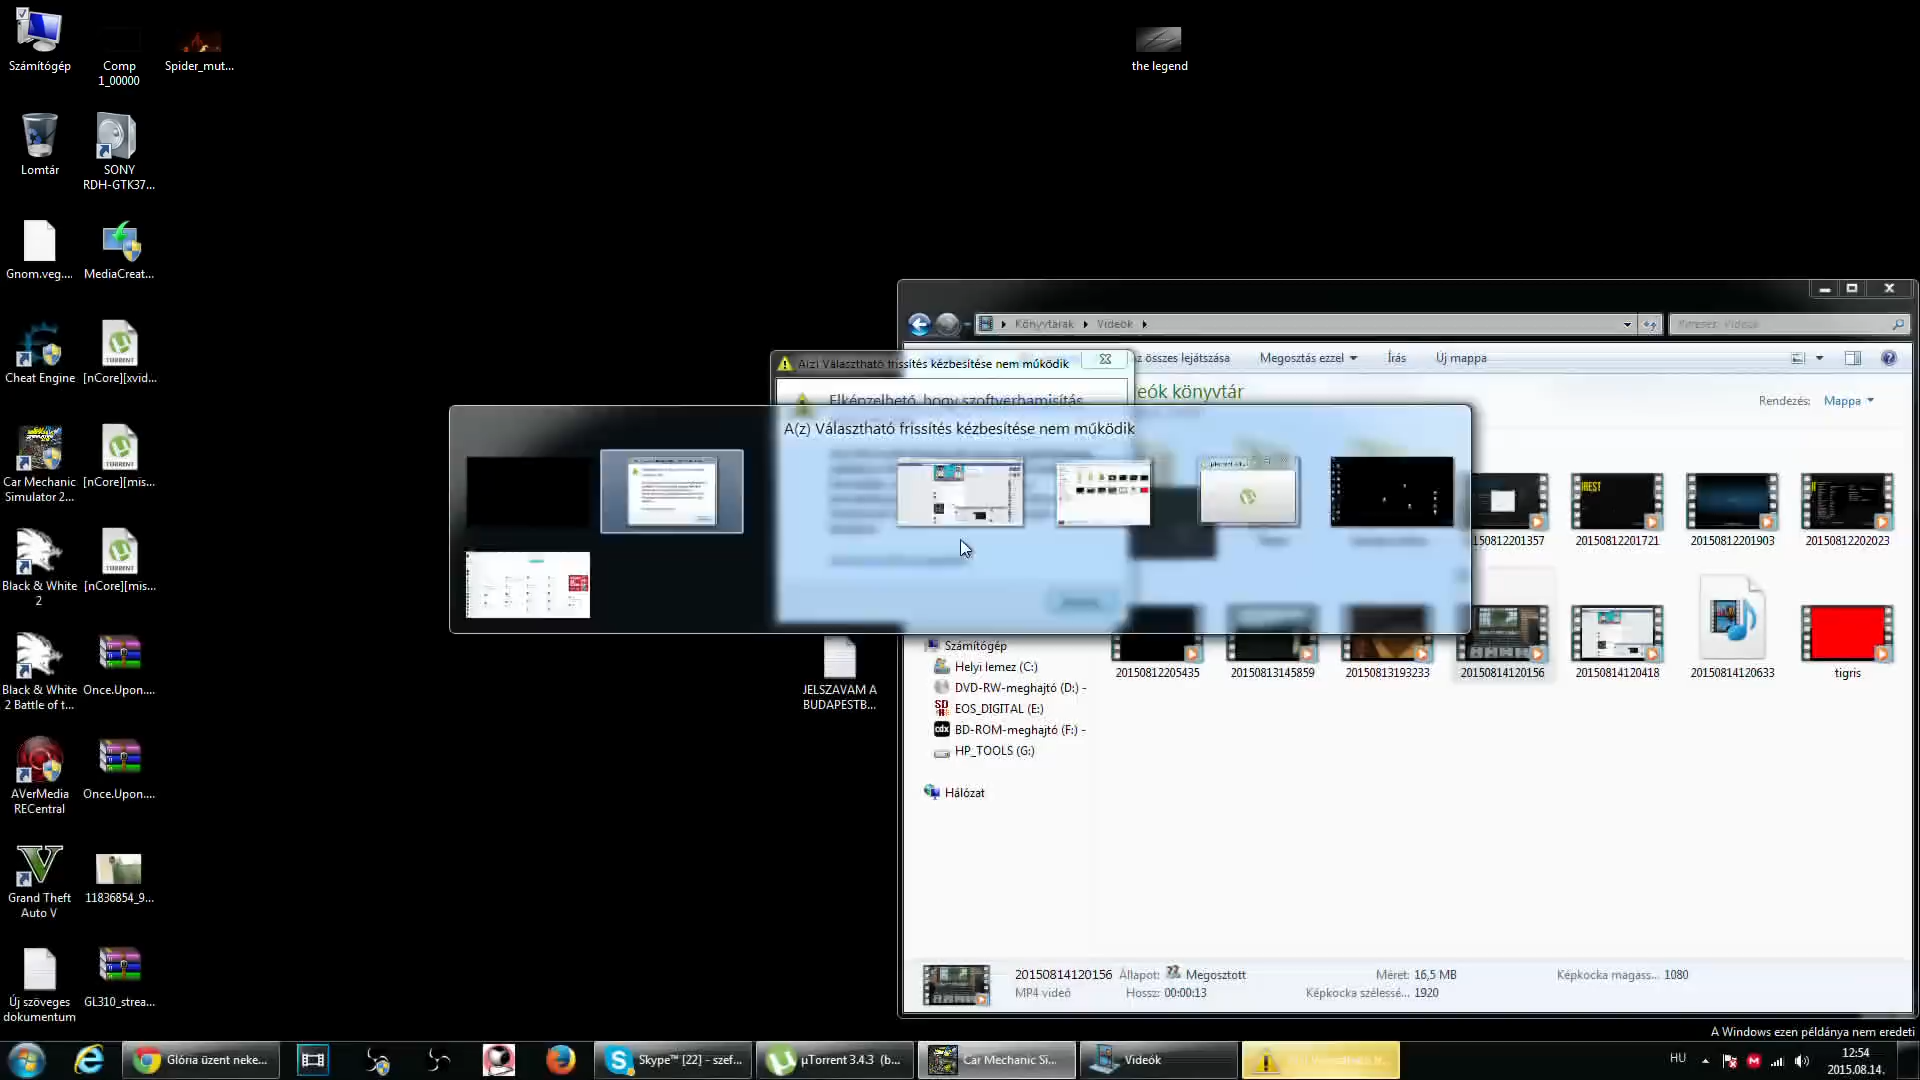 Számítógép
Comp
1_00000
Spider_mut...
the legend
Lomtár
SONY
RDH-GTK37...
Gnom.veg....
MediaCreat...
Cheat Engine
[nCore][xvid...
Car Mechanic
Simulator 2...
[nCore][mis...
Black & White
2
[nCore][mis...
Black & White
2 Battle of t...
Once.Upon....
AVerMedia
RECentral
Once.Upon....
Grand Theft
Auto V
11836854_9...
Új szöveges
dokumentum
GL310_strea...
JELSZAVAM A
BUDAPESTB...
Könyvtárak
Videók
Keresés: Videók
A(z) Választható frissítés kézbesítése nem működik
Elképzelhető, hogy szoftverhamisítás
A(z) Választható frissítés kézbesítése nem működik
az összes lejátszása
Megosztás ezzel
Írás
Új mappa
eók könyvtár
Rendezés:
Mappa
150812201357
20150812201721
20150812201903
20150812202023
20150812205435
20150813145859
20150813193233
20150814120156
20150814120418
20150814120633
tigris
Számítógép
Helyi lemez (C:)
DVD-RW-meghajtó (D:) -
EOS_DIGITAL (E:)
BD-ROM-meghajtó (F:) -
HP_TOOLS (G:)
Hálózat
20150814120156
Állapot:
Megosztott
Méret: 16,5 MB
Képkocka magass... 1080
MP4 videó
Hossz: 00:00:13
Képkocka szélessé... 1920
A Windows ezen példánya nem eredeti
Glória üzent neke...
Skype™ [22] - szef...
µTorrent 3.4.3 (b...
Car Mechanic Si...
Videók
HU
12:54
2015.08.14.